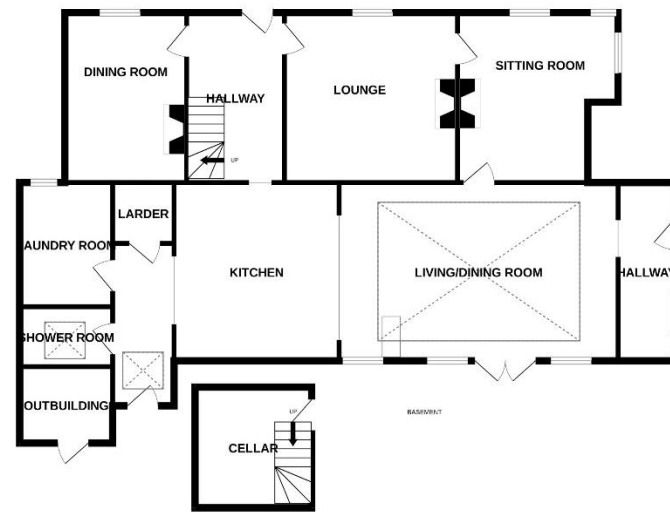 DINING ROOM
HALLWAY
LOUNGE
SITTING ROOM
UP
LARDER
AUNDRY ROOM
KITCHEN
LIVING/DINING ROOM
HALLWAY
SHOWER ROOM
OUTBUILDING
UP
BASEMENT
CELLAR